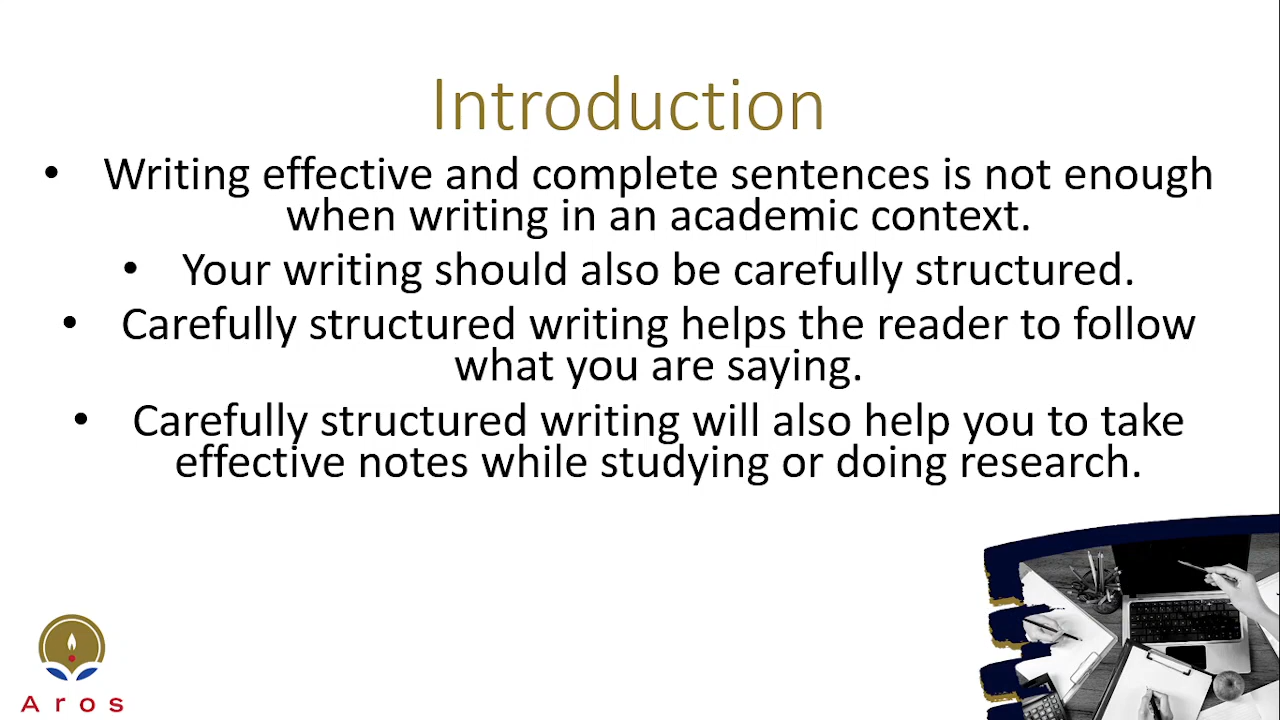 Introduction
• Writing effective and complete sentences is not enough
when writing in an academic context.
• Your writing should also be carefully structured.
• Carefully structured writing helps the reader to follow
what you are saying.
• Carefully structured writing will also help you to take
effective notes while studying or doing research.
Aros